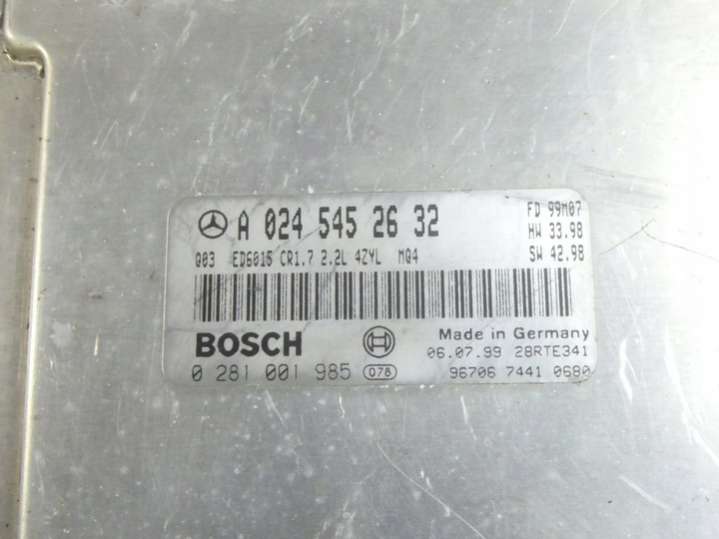 A 024 545 26 32
FD 99M07
HW 33.98
SW 42.98
Q03 ED6015 CR1.7 2.2L 4ZYL MQ4
BOSCH
Made in Germany
06.07.99 28RTE341
0 281 001 985 078
96706 7441 0680